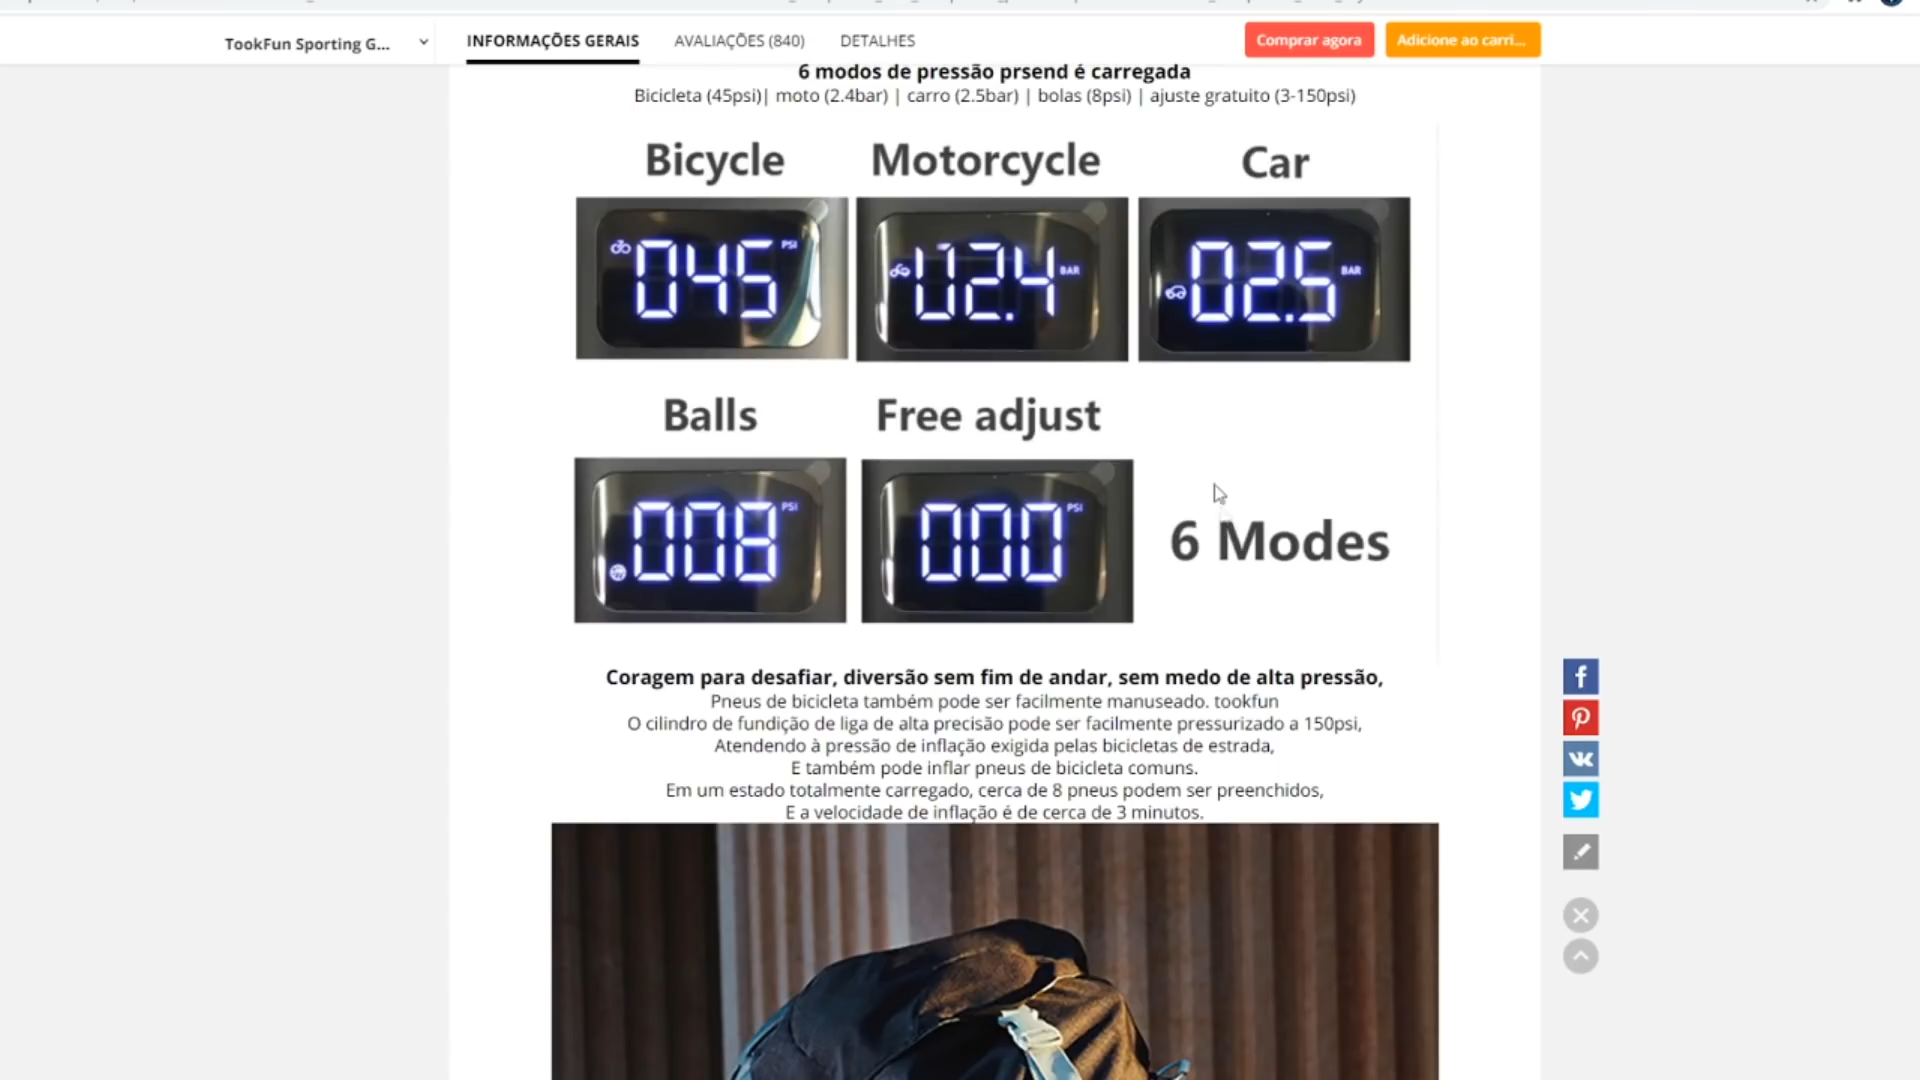 TookFun Sporting G...
INFORMAÇÕES GERAIS
AVALIAÇÕES (840)
DETALHES
Comprar agora
Adicione ao carri...
6 modos de pressão prsend é carregada
Bicicleta (45psi)| moto (2.4bar) | carro (2.5bar) | bolas (8psi) | ajuste gratuito (3-150psi)
Bicycle
Motorcycle
Car
045 PSI
02.4 BAR
02.5 BAR
Balls
Free adjust
008 PSI
000 PSI
6 Modes
Coragem para desafiar, diversão sem fim de andar, sem medo de alta pressão,
Pneus de bicicleta também pode ser facilmente manuseado. tookfun
O cilindro de fundição de liga de alta precisão pode ser facilmente pressurizado a 150psi,
Atendendo à pressão de inflação exigida pelas bicicletas de estrada,
E também pode inflar pneus de bicicleta comuns.
Em um estado totalmente carregado, cerca de 8 pneus podem ser preenchidos,
E a velocidade de inflação é de cerca de 3 minutos.